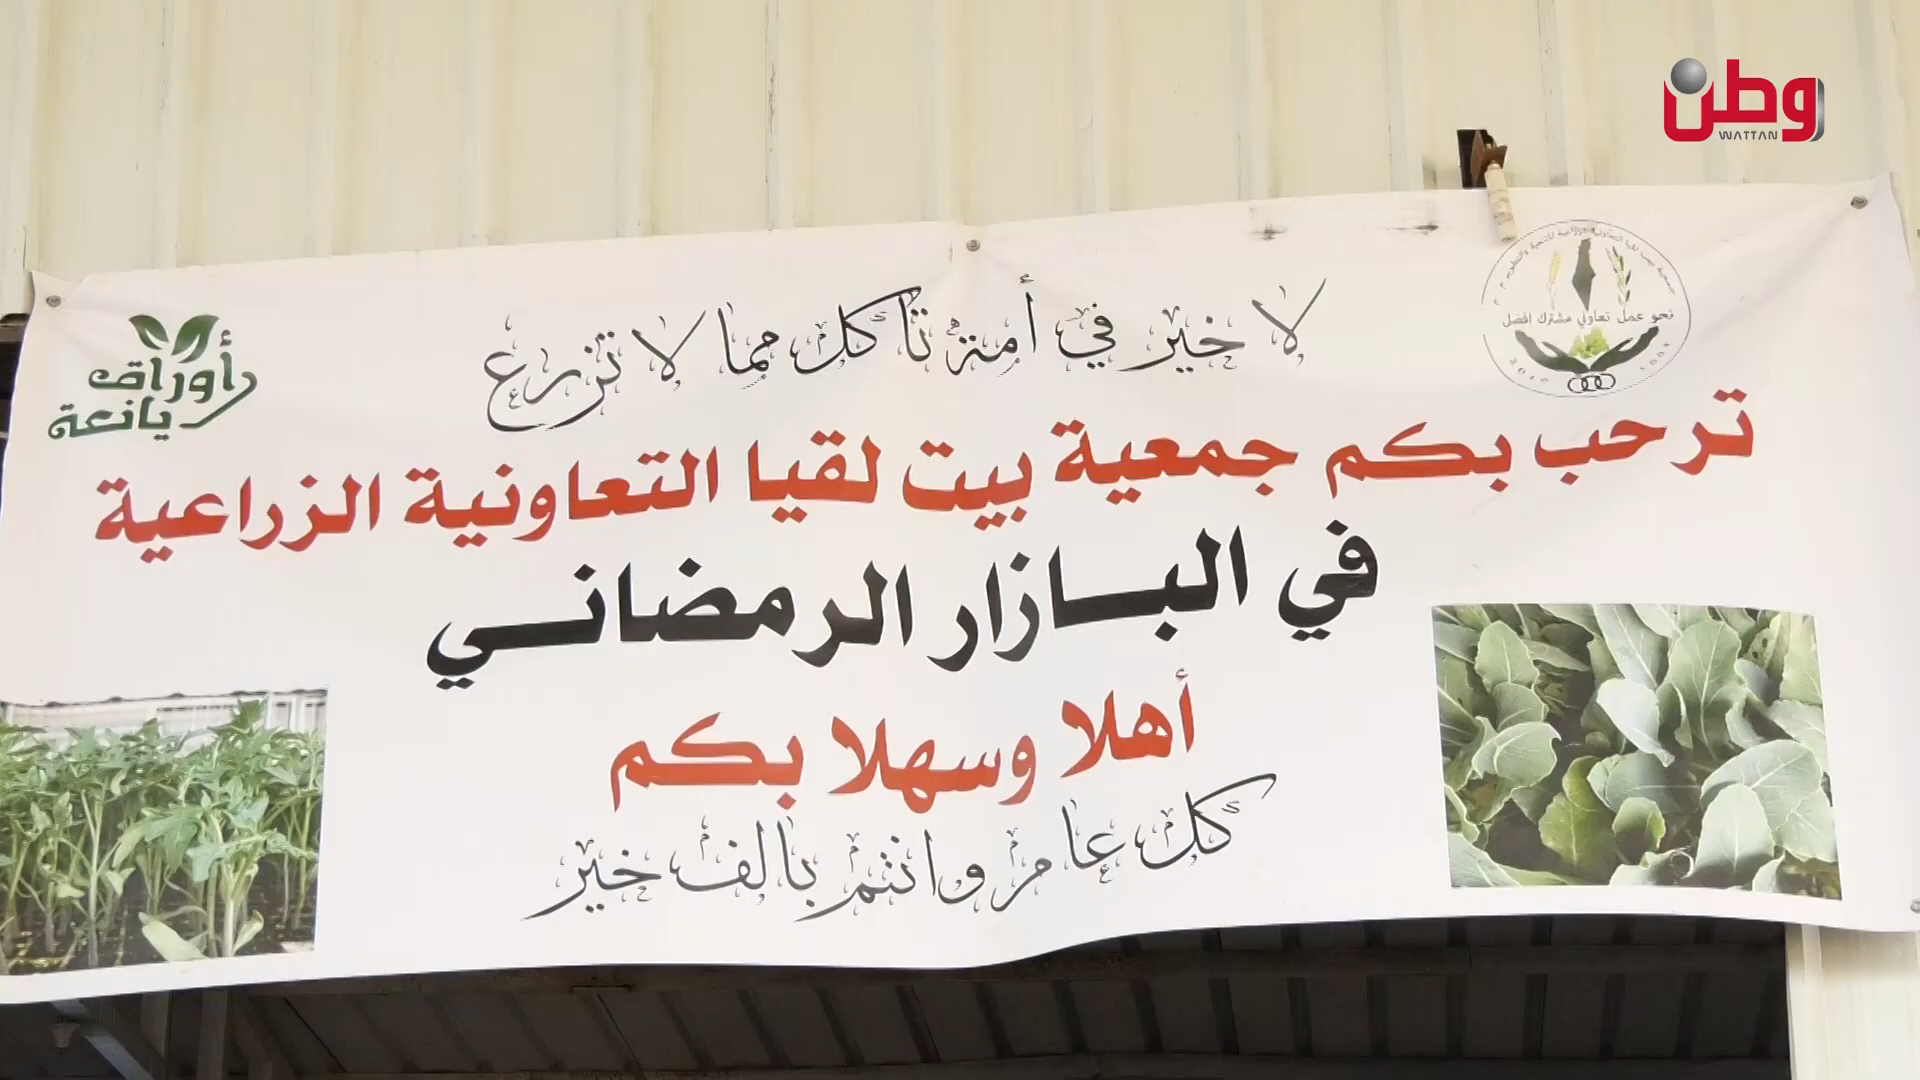 وطن
WATTAN
لا خير في أمة تأكل مما لا تزرع
نحو عمل تعاوني مشترك افضل
أوراق
يانعة
ترحب بكم جمعية بيت لقيا التعاونية الزراعية
في البازار الرمضاني
أهلا وسهلا بكم
كل عام وانتم بألف خير